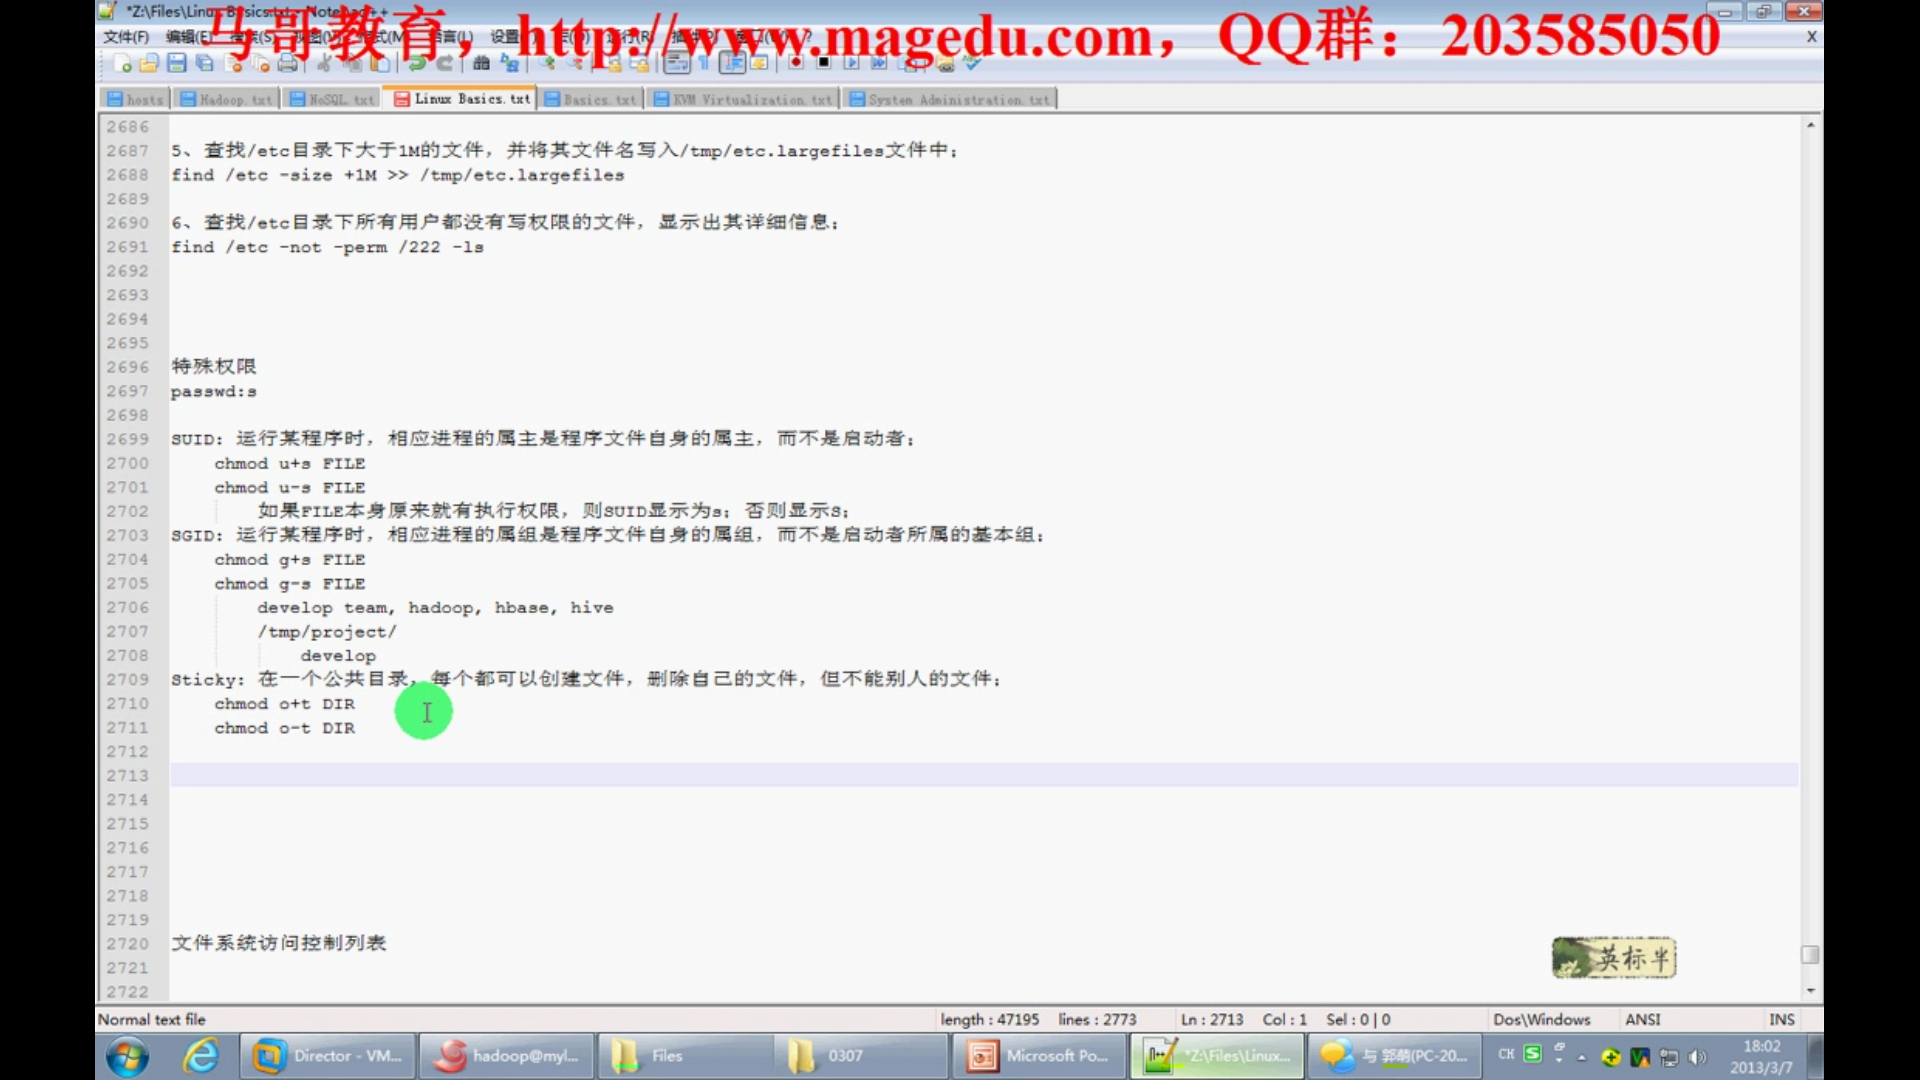 *Z:\Files\Linux Basics.txt - Notepad++
马哥教育，http://www.magedu.com，QQ群：203585050
文件(F) 编辑(E)
hosts Hadoop.txt NoSQL.txt Linux Basics.txt Basics.txt KVM Virtualization.txt System Administration.txt
2686
2687 5、查找/etc目录下大于1M的文件，并将其文件名写入/tmp/etc.largefiles文件中；
2688 find /etc -size +1M >> /tmp/etc.largefiles
2689
2690 6、查找/etc目录下所有用户都没有写权限的文件，显示出其详细信息；
2691 find /etc -not -perm /222 -ls
2692
2693
2694
2695
2696 特殊权限
2697 passwd:s
2698
2699 SUID: 运行某程序时，相应进程的属主是程序文件自身的属主，而不是启动者；
2700 chmod u+s FILE
2701 chmod u-s FILE
2702 如果FILE本身原来就有执行权限，则SUID显示为s；否则显示S；
2703 SGID: 运行某程序时，相应进程的属组是程序文件自身的属组，而不是启动者所属的基本组；
2704 chmod g+s FILE
2705 chmod g-s FILE
2706 develop team, hadoop, hbase, hive
2707 /tmp/project/
2708 develop
2709 Sticky: 在一个公共目录，每个都可以创建文件，删除自己的文件，但不能别人的文件；
2710 chmod o+t DIR
2711 chmod o-t DIR
2712
2713
2714
2715
2716
2717
2718
2719
2720 文件系统访问控制列表
2721
2722
英标半
Normal text file length : 47195 lines : 2773 Ln : 2713 Col : 1 Sel : 0 | 0 Dos\Windows ANSI INS
Director - VM... hadoop@myl... Files 0307 Microsoft Po... *Z:\Files\Linux... 与 郭萌(PC-20... CH 18:02
2013/3/7